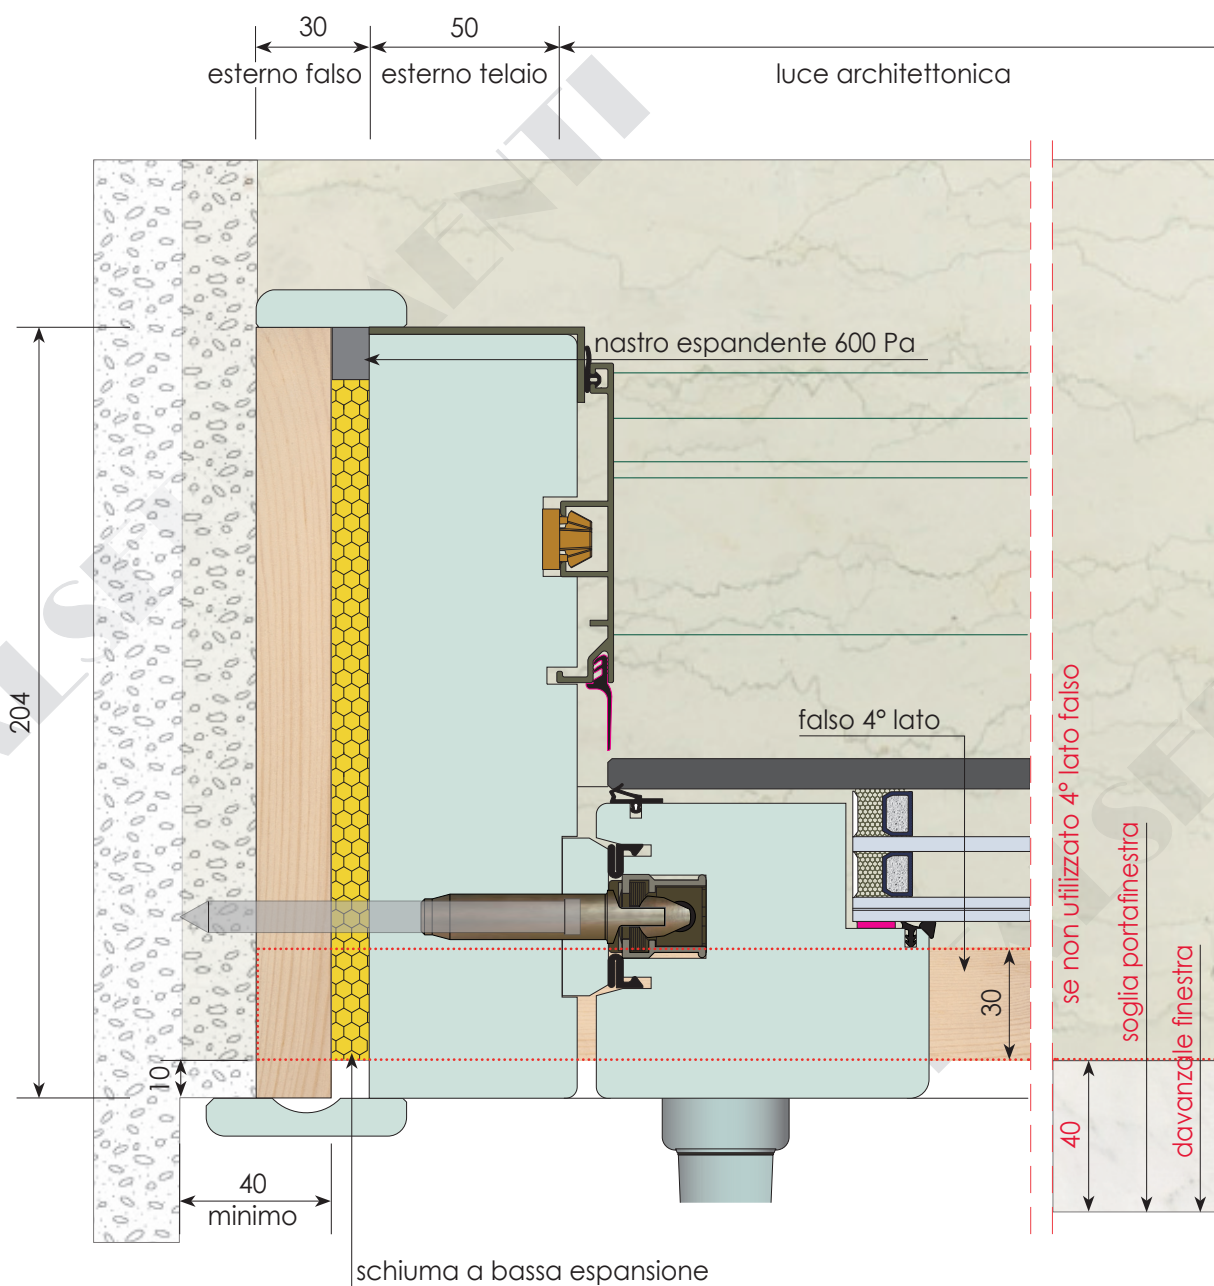 30
50
esterno falso
esterno telaio
luce architettonica
nastro espandente 600 Pa
204
falso 4° lato
se non utilizzato 4° lato falso
soglia portafinestra
davanzale finestra
30
10
40
40
minimo
schiuma a bassa espansione